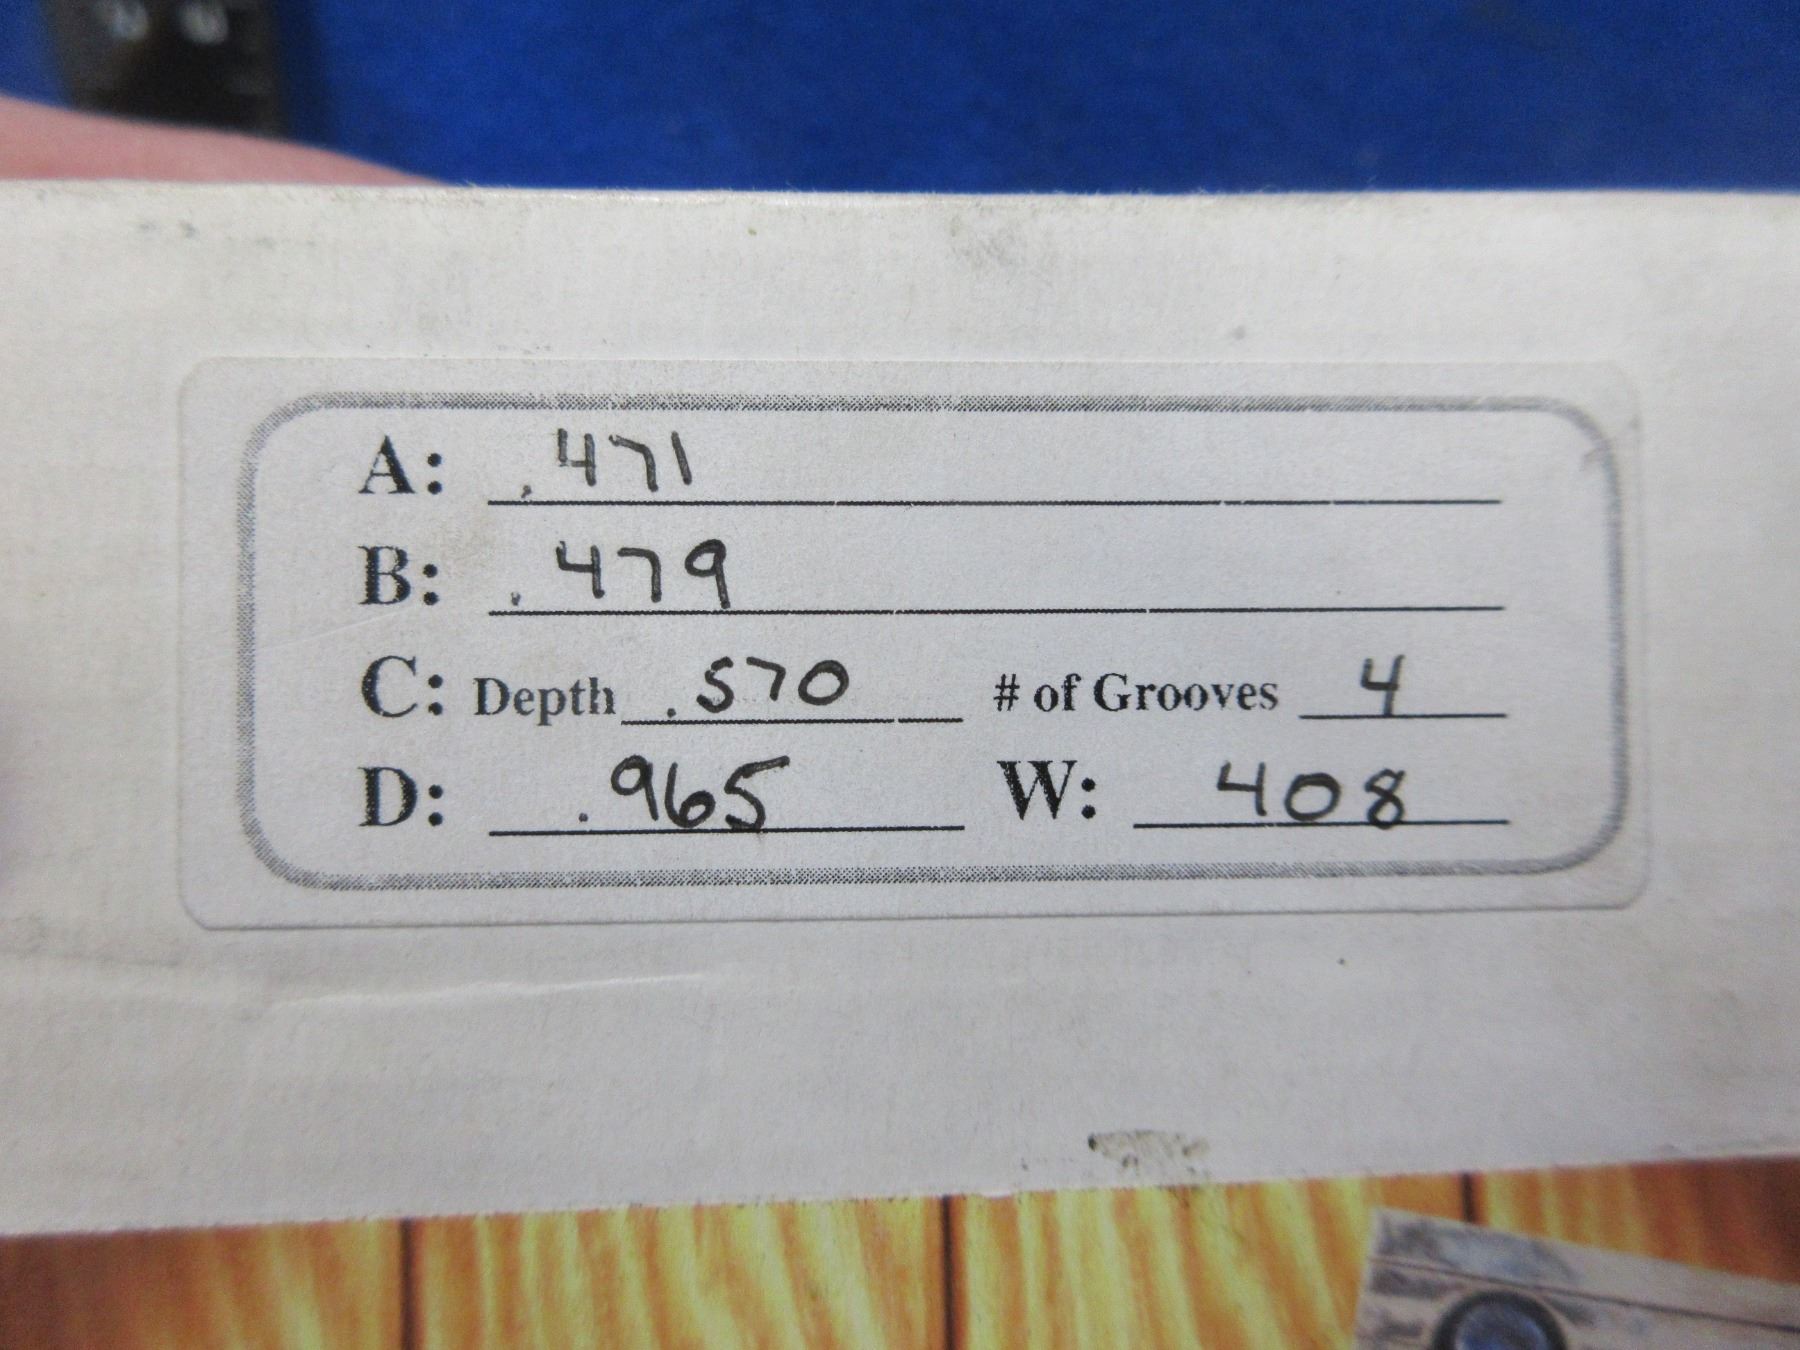 A: .471
B: .479
C: Depth .570 # of Grooves 4
D: .965 W: 408